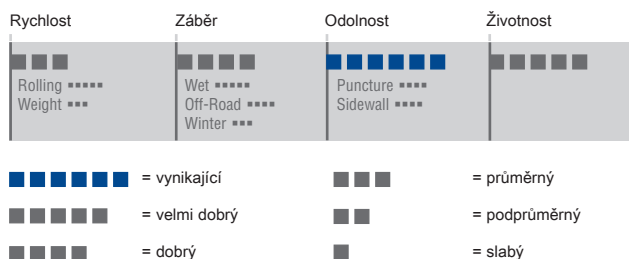 Rychlost Záběr Odolnost Životnost
Rolling Wet Puncture
Weight Off-Road Sidewall
Winter
= vynikající = průměrný
= velmi dobrý = podprůměrný
= dobrý = slabý